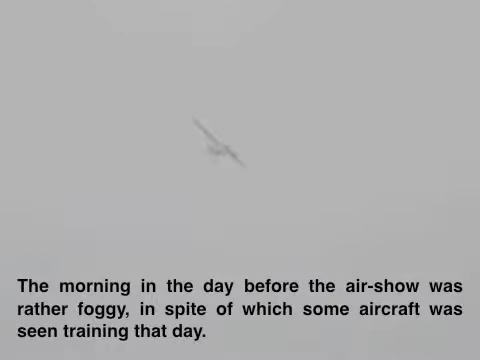 The morning in the day before the air-show was
rather foggy, in spite of which some aircraft was
seen training that day.